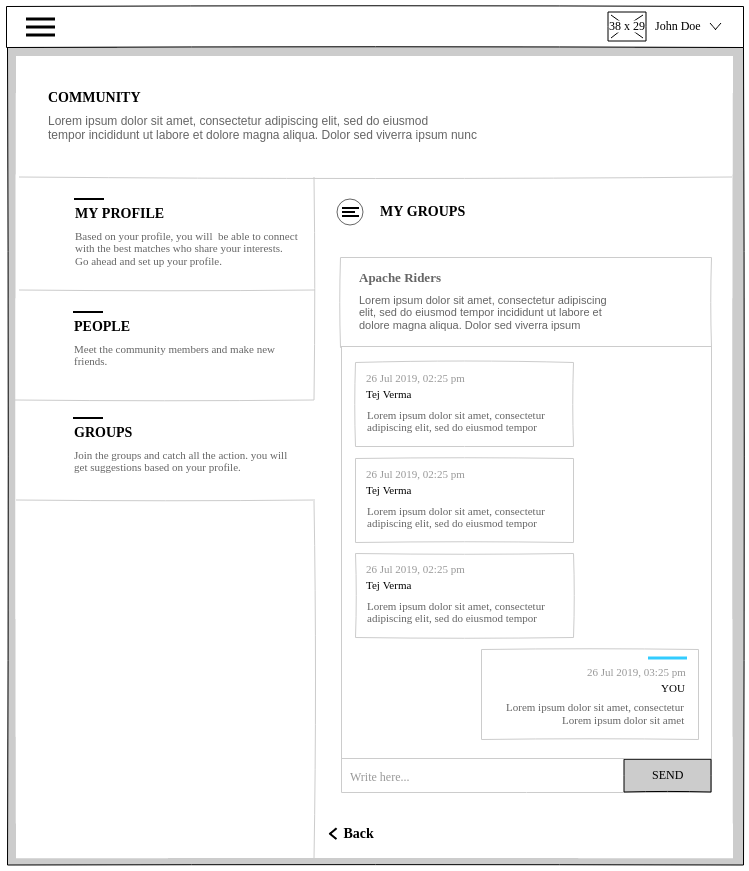 38 x 29 John Doe
COMMUNITY
Lorem ipsum dolor sit amet, consectetur adipiscing elit, sed do eiusmod
tempor incididunt ut labore et dolore magna aliqua. Dolor sed viverra ipsum nunc
MY PROFILE
Based on your profile, you will  be able to connect
with the best matches who share your interests.
Go ahead and set up your profile.
PEOPLE
Meet the community members and make new
friends.
GROUPS
Join the groups and catch all the action. you will
get suggestions based on your profile.
MY GROUPS
Apache Riders
Lorem ipsum dolor sit amet, consectetur adipiscing
elit, sed do eiusmod tempor incididunt ut labore et
dolore magna aliqua. Dolor sed viverra ipsum
26 Jul 2019, 02:25 pm
Tej Verma
Lorem ipsum dolor sit amet, consectetur
adipiscing elit, sed do eiusmod tempor
26 Jul 2019, 02:25 pm
Tej Verma
Lorem ipsum dolor sit amet, consectetur
adipiscing elit, sed do eiusmod tempor
26 Jul 2019, 02:25 pm
Tej Verma
Lorem ipsum dolor sit amet, consectetur
adipiscing elit, sed do eiusmod tempor
26 Jul 2019, 03:25 pm
YOU
Lorem ipsum dolor sit amet, consectetur
Lorem ipsum dolor sit amet
Write here... SEND
Back